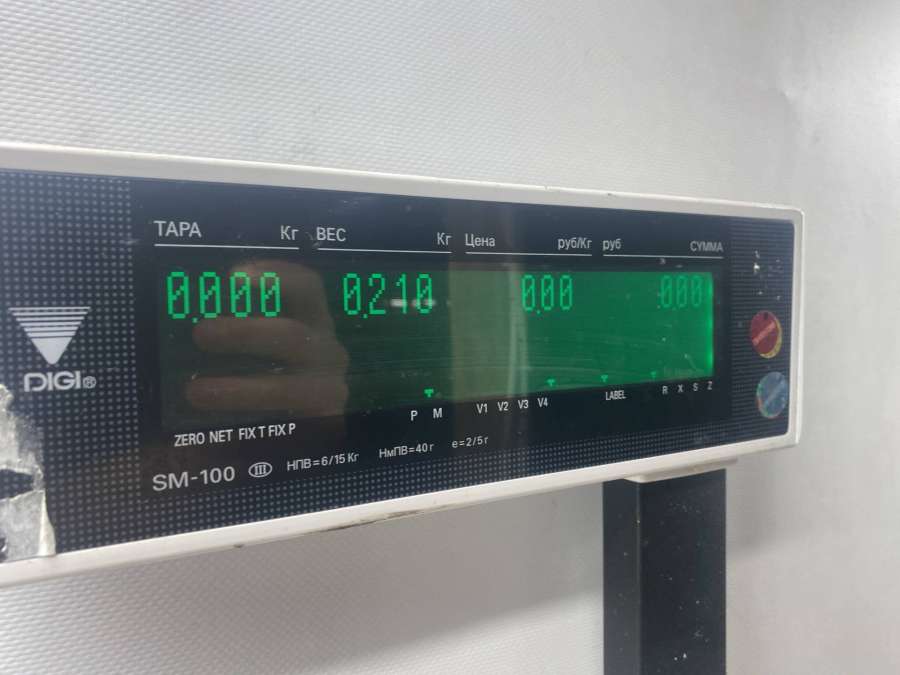 ТАРА Кг ВЕС Кг Цена руб/Кг руб СУММА
0.000 0.210 0.00 0.00
DIGI®
P M V1 V2 V3 V4 LABEL R X S Z
ZERO NET FIX T FIX P
SM-100 III НПВ=6/15 Кг НмПВ=40 г e=2/5 г